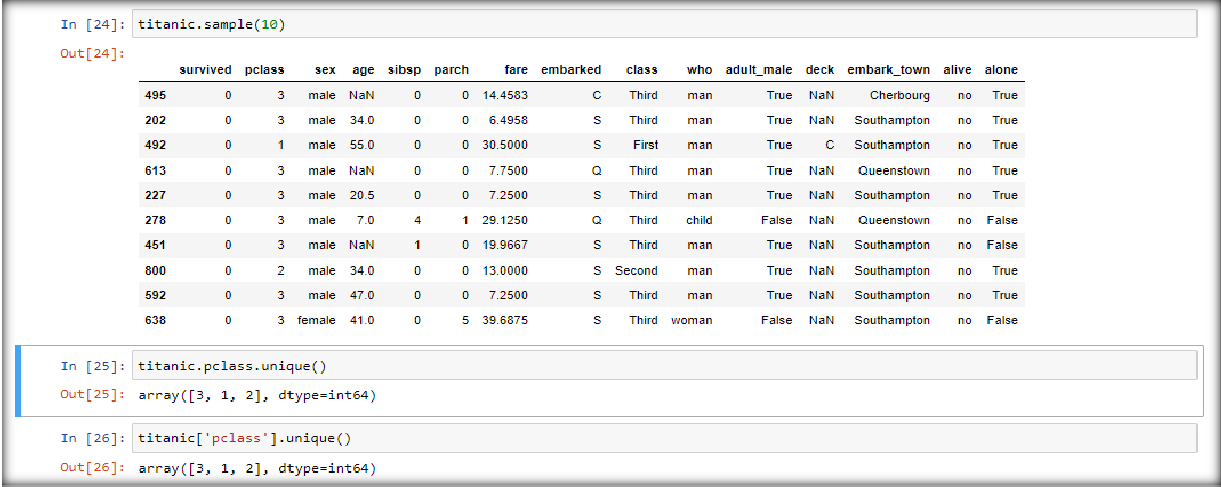 In [24]: titanic.sample(10)
Out[24]:
survived pclass sex age sibsp parch fare embarked class who adult_male deck embark_town alive alone
495 0 3 male NaN 0 0 14.4583 C Third man True NaN Cherbourg no True
202 0 3 male 34.0 0 0 6.4958 S Third man True NaN Southampton no True
492 0 1 male 55.0 0 0 30.5000 S First man True C Southampton no True
613 0 3 male NaN 0 0 7.7500 Q Third man True NaN Queenstown no True
227 0 3 male 20.5 0 0 7.2500 S Third man True NaN Southampton no True
278 0 3 male 7.0 4 1 29.1250 Q Third child False NaN Queenstown no False
451 0 3 male NaN 1 0 19.9667 S Third man True NaN Southampton no False
800 0 2 male 34.0 0 0 13.0000 S Second man True NaN Southampton no True
592 0 3 male 47.0 0 0 7.2500 S Third man True NaN Southampton no True
638 0 3 female 41.0 0 5 39.6875 S Third woman False NaN Southampton no False
In [25]: titanic.pclass.unique()
Out[25]: array([3, 1, 2], dtype=int64)
In [26]: titanic['pclass'].unique()
Out[26]: array([3, 1, 2], dtype=int64)